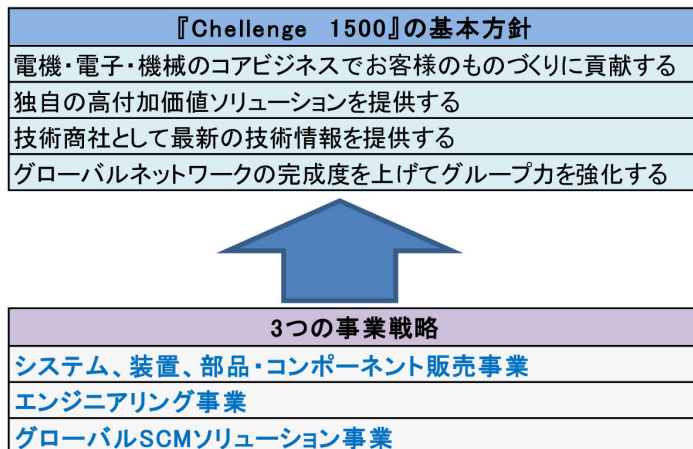 『Chellenge　1500』の基本方針
電機・電子・機械のコアビジネスでお客様のものづくりに貢献する
独自の高付加価値ソリューションを提供する
技術商社として最新の技術情報を提供する
グローバルネットワークの完成度を上げてグループ力を強化する
3つの事業戦略
システム、装置、部品・コンポーネント販売事業
エンジニアリング事業
グローバルSCMソリューション事業